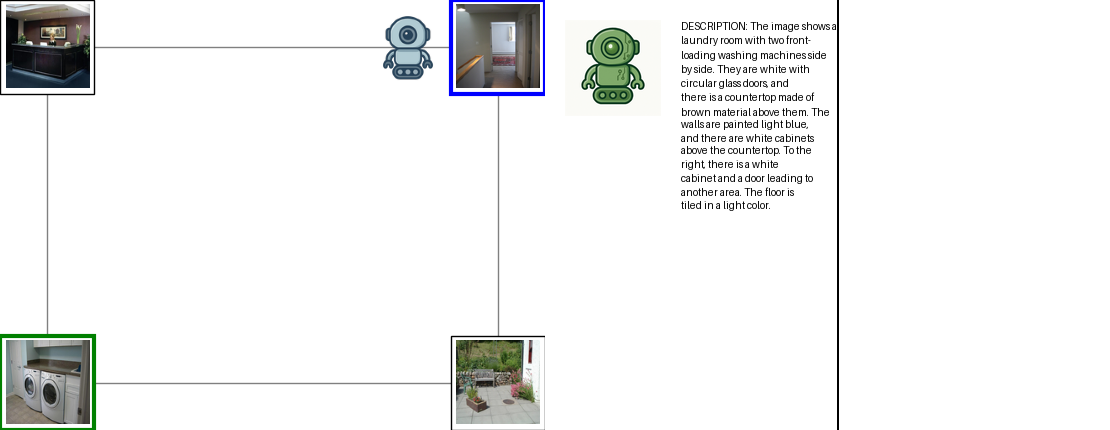 DESCRIPTION: The image shows a
laundry room with two front-
loading washing machines side
by side. They are white with
circular glass doors, and
there is a countertop made of
brown material above them. The
walls are painted light blue,
and there are white cabinets
above the countertop. To the
right, there is a white
cabinet and a door leading to
another area. The floor is
tiled in a light color.